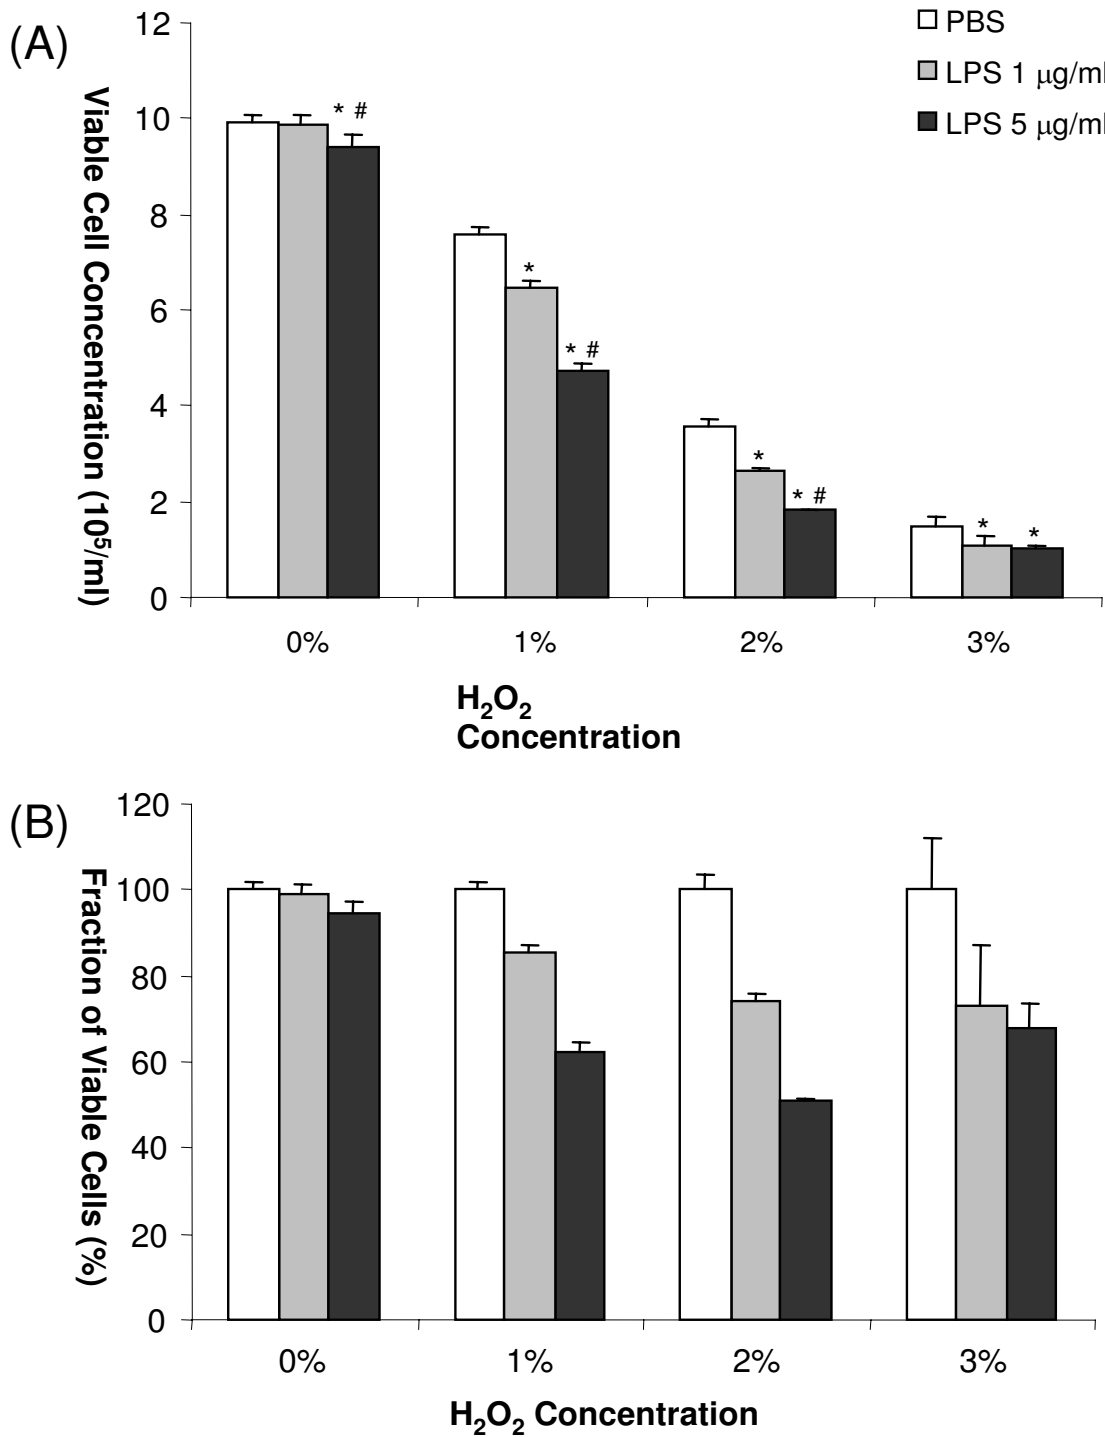 (A)
Viable Cell Concentration (10⁵/ml)
12
10
8
6
4
2
0
PBS
LPS 1 μg/ml
LPS 5 μg/ml
* #
*
* #
*
* #
*
*
0% 1% 2% 3%
H₂O₂
Concentration
(B)
Fraction of Viable Cells (%)
120
100
80
60
40
20
0
0% 1% 2% 3%
H₂O₂ Concentration